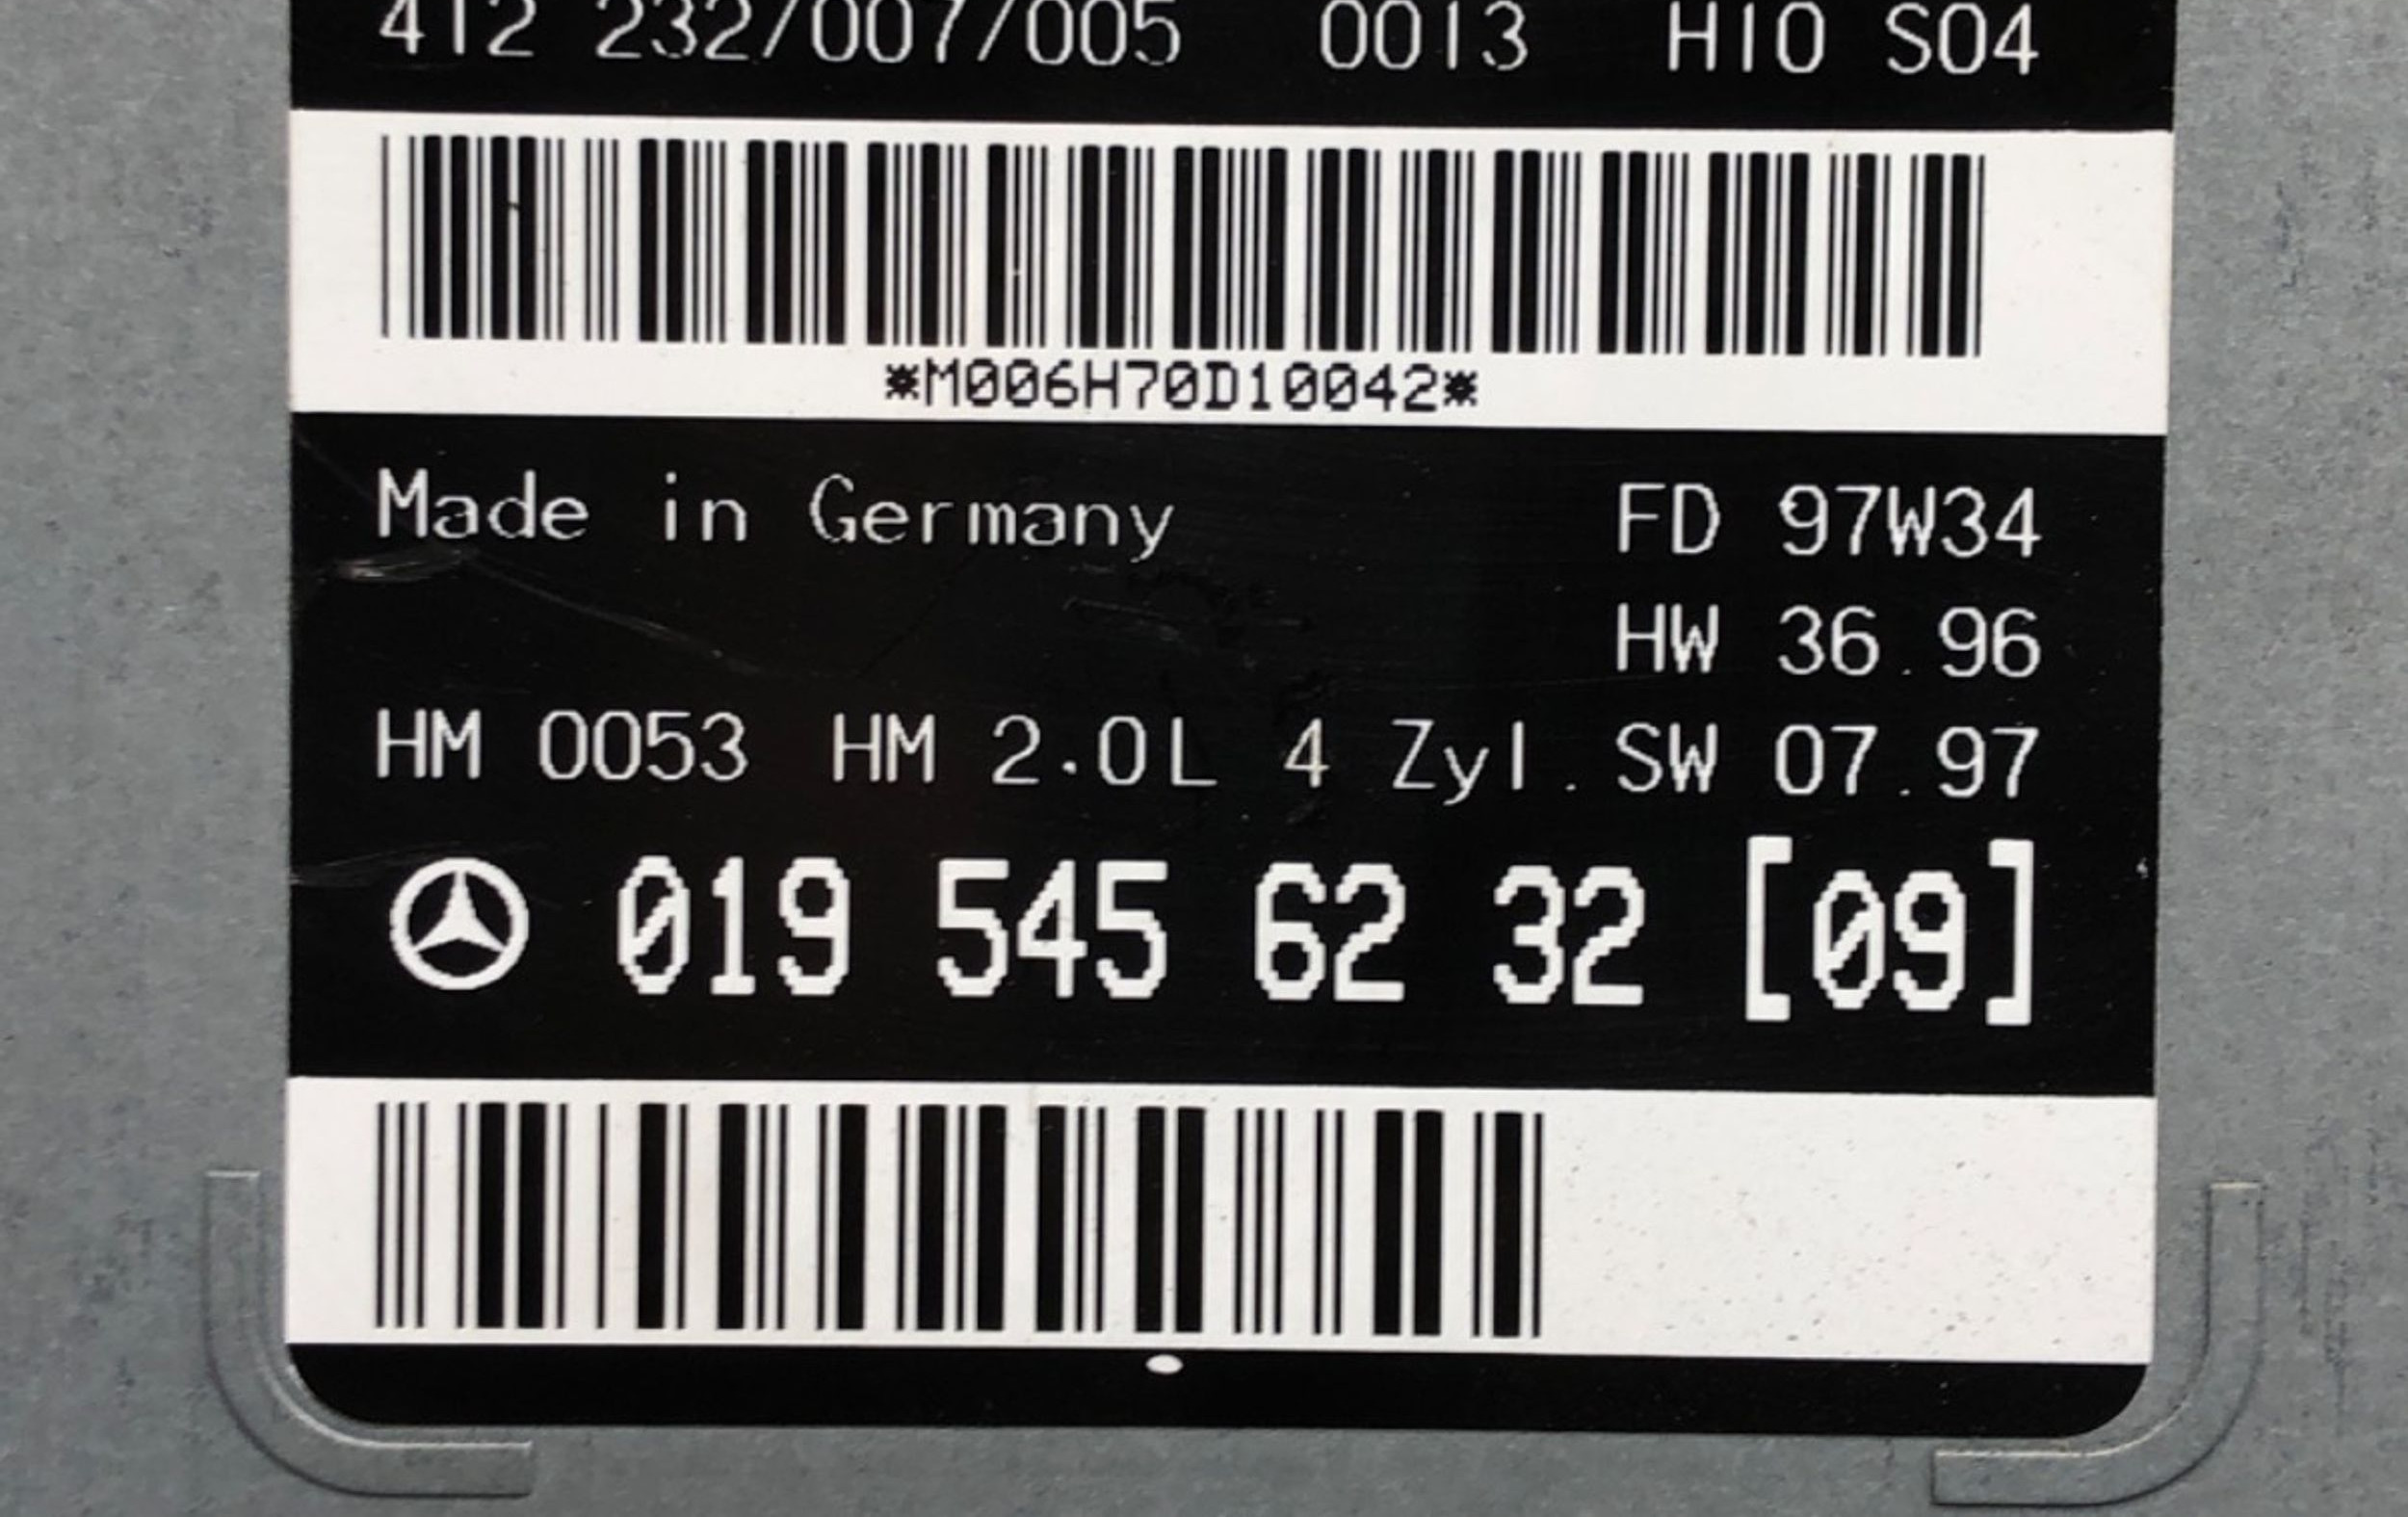 412 232/007/005 0013 H10 S04
*M006H70D10042*
Made in Germany FD 97W34
HW 36.96
HM 0053 HM 2.0L 4 Zyl. SW 07.97
019 545 62 32 [09]